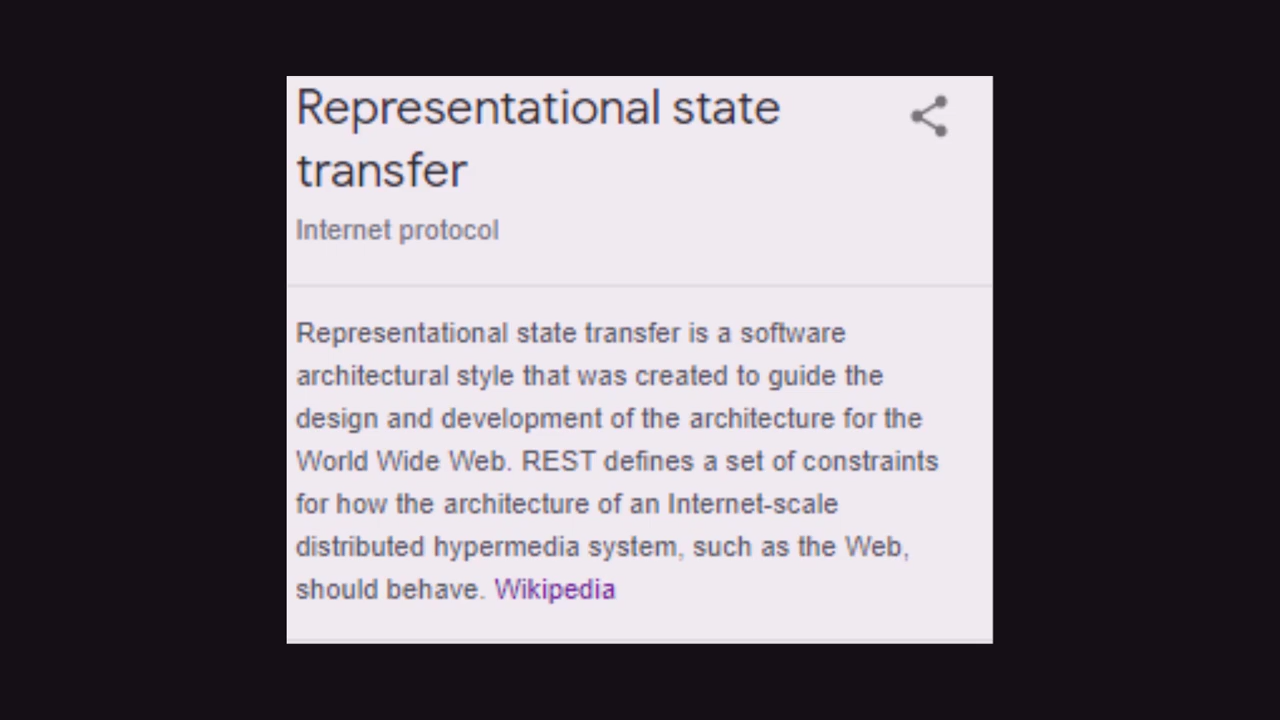 Representational state
transfer
Internet protocol
Representational state transfer is a software
architectural style that was created to guide the
design and development of the architecture for the
World Wide Web. REST defines a set of constraints
for how the architecture of an Internet-scale
distributed hypermedia system, such as the Web,
should behave. Wikipedia